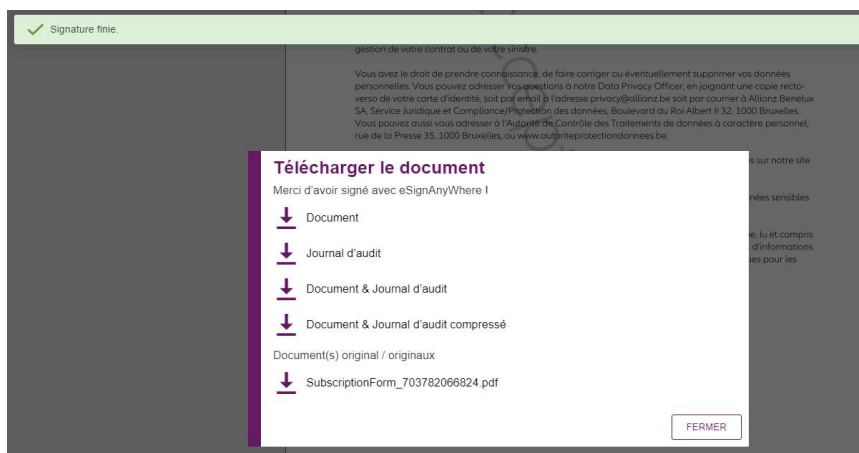 Signature finie.
gestion de votre contrat ou de votre sinistre.
Vous avez le droit de prendre connaissance, de faire corriger ou éventuellement supprimer vos données
personnelles. Vous pouvez adresser vos questions à notre Data Privacy Officer, en joignant une copie recto-
verso de votre carte d'identité, soit par email à l'adresse privacy@allianz.be soit par courrier à Allianz Benelux
SA, Service Juridique et Compliance/Protection des données, Boulevard du Roi Albert II 32, 1000 Bruxelles.
Vous pouvez aussi vous adresser à l'Autorité de Contrôle des Traitements de données à caractère personnel,
rue de la Presse 35, 1000 Bruxelles, ou www.autoriteprotectiondonnees.be.
sur notre site
sensibles
lu et compris
d'informations
pour les
Télécharger le document
Merci d'avoir signé avec eSignAnyWhere !
Document
Journal d'audit
Document & Journal d'audit
Document & Journal d'audit compressé
Document(s) original / originaux
SubscriptionForm_703782066824.pdf
FERMER